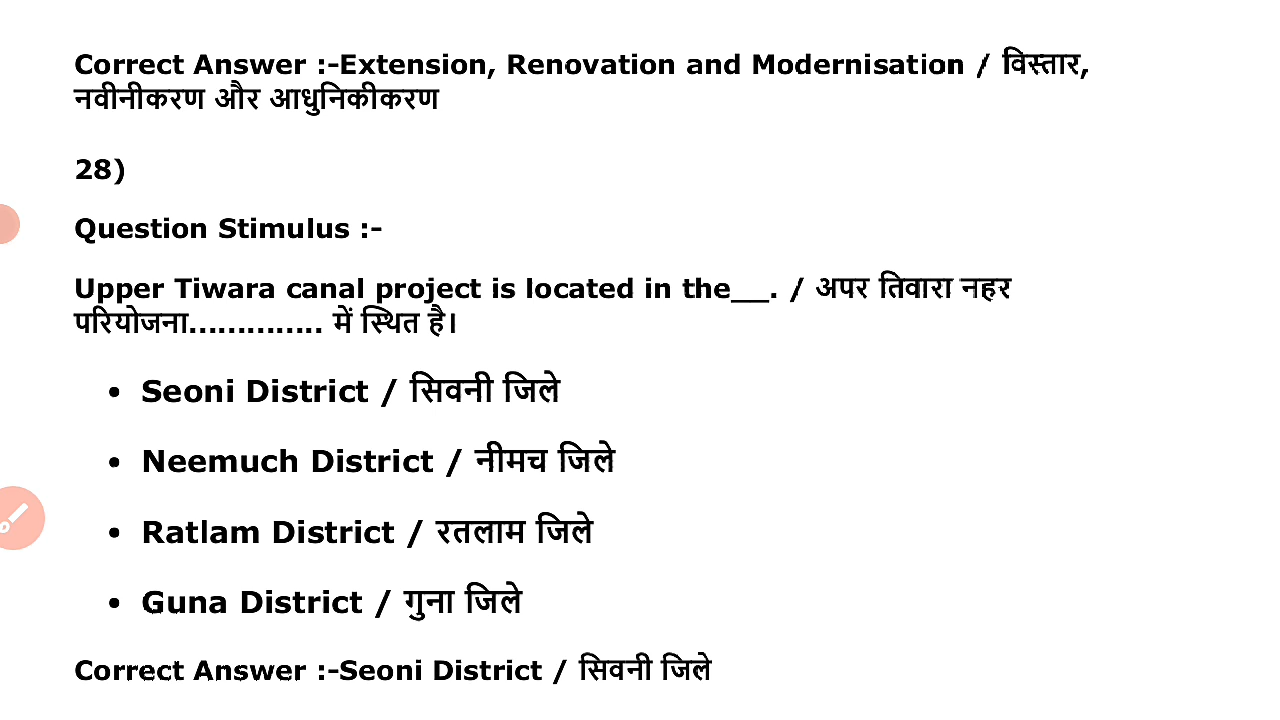 Correct Answer :-Extension, Renovation and Modernisation / विस्तार,
नवीनीकरण और आधुनिकीकरण
28)
Question Stimulus :-
Upper Tiwara canal project is located in the__. / अपर तिवारा नहर
परियोजना.............. में स्थित है।
• Seoni District / सिवनी जिले
• Neemuch District / नीमच जिले
• Ratlam District / रतलाम जिले
• Guna District / गुना जिले
Correct Answer :-Seoni District / सिवनी जिले